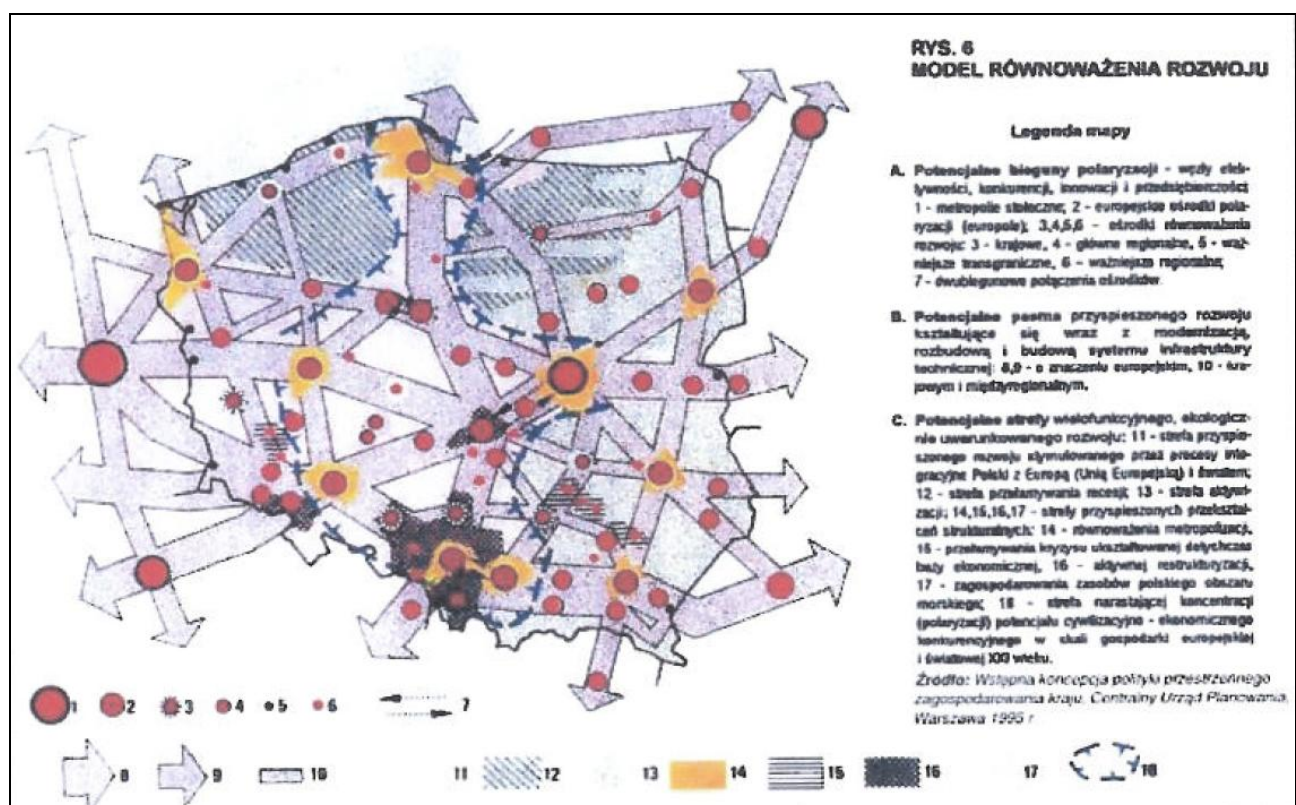 RYS. 6
MODEL RÓWNOWAŻENIA ROZWOJU
Legenda mapy
A. Potencjalne bieguny polaryzacji - węzły efek-
tywności, konkurencji, innowacji i przedsiębiorczości;
1 - metropolie stołeczne; 2 - europejskie ośrodki pola-
ryzacji (europole); 3,4,5,6 - ośrodki równoważenia
rozwoju: 3 - krajowe, 4 - główne regionalne, 5 - waż-
niejsze transgraniczne, 6 - ważniejsze regionalne;
7 - dwubiegunowe połączenia ośrodków
B. Potencjalne pasma przyspieszonego rozwoju
kształtujące się wraz z modernizacją,
rozbudową i budową systemu infrastruktury
technicznej: 8,9 - o znaczeniu europejskim, 10 - kra-
jowym i międzyregionalnym.
C. Potencjalne strefy wielofunkcyjnego, ekologicz-
nie uwarunkowanego rozwoju: 11 - strefa przyspie-
szonego rozwoju stymulowanego przez procesy inte-
gracyjne Polski z Europą (Unią Europejską) i światem;
12 - strefa przełamywania recesji; 13 - strefa aktywi-
zacji; 14,15,16,17 - strefy przyspieszonych przekształ-
ceń strukturalnych: 14 - równoważenia metropolizacji,
15 - przełamywania kryzysu ukształtowanej dotychczas
bazy ekonomicznej, 16 - aktywnej restrukturyzacji,
17 - zagospodarowania zasobów polskiego obszaru
morskiego; 18 - strefa narastającej koncentracji
(polaryzacji) potencjału cywilizacyjno - ekonomicznego
konkurencyjnego w skali gospodarki europejskiej
i światowej XXI wieku.
Źródło: Wstępna koncepcja polityki przestrzennego
zagospodarowania kraju, Centralny Urząd Planowania,
Warszawa 1995 r
1 2 3 4 5 6 7
8 9 10 11 12 13 14 15 16 17 18